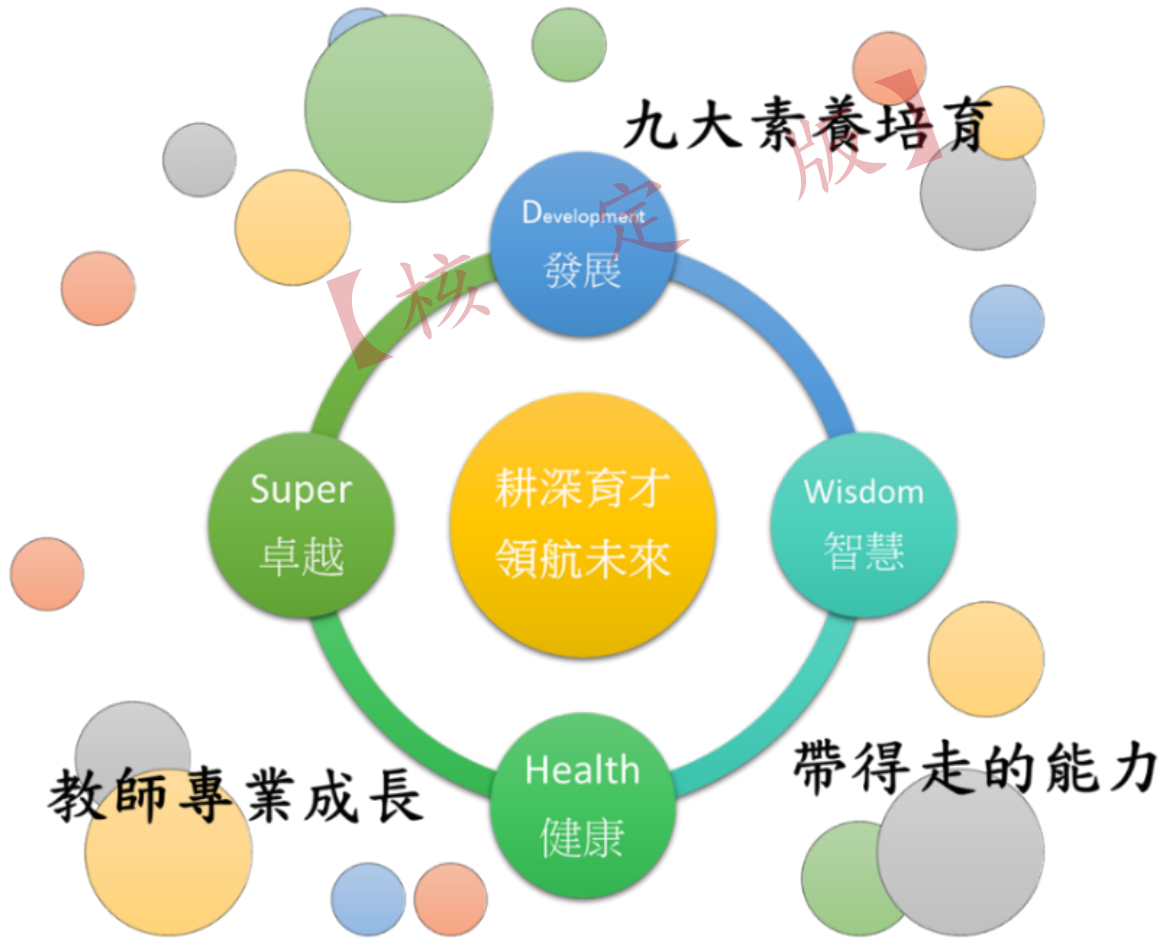 九大素養培育
【核定版】
Development
發展
Super
卓越
耕深育才
領航未來
Wisdom
智慧
Health
健康
教師專業成長
帶得走的能力